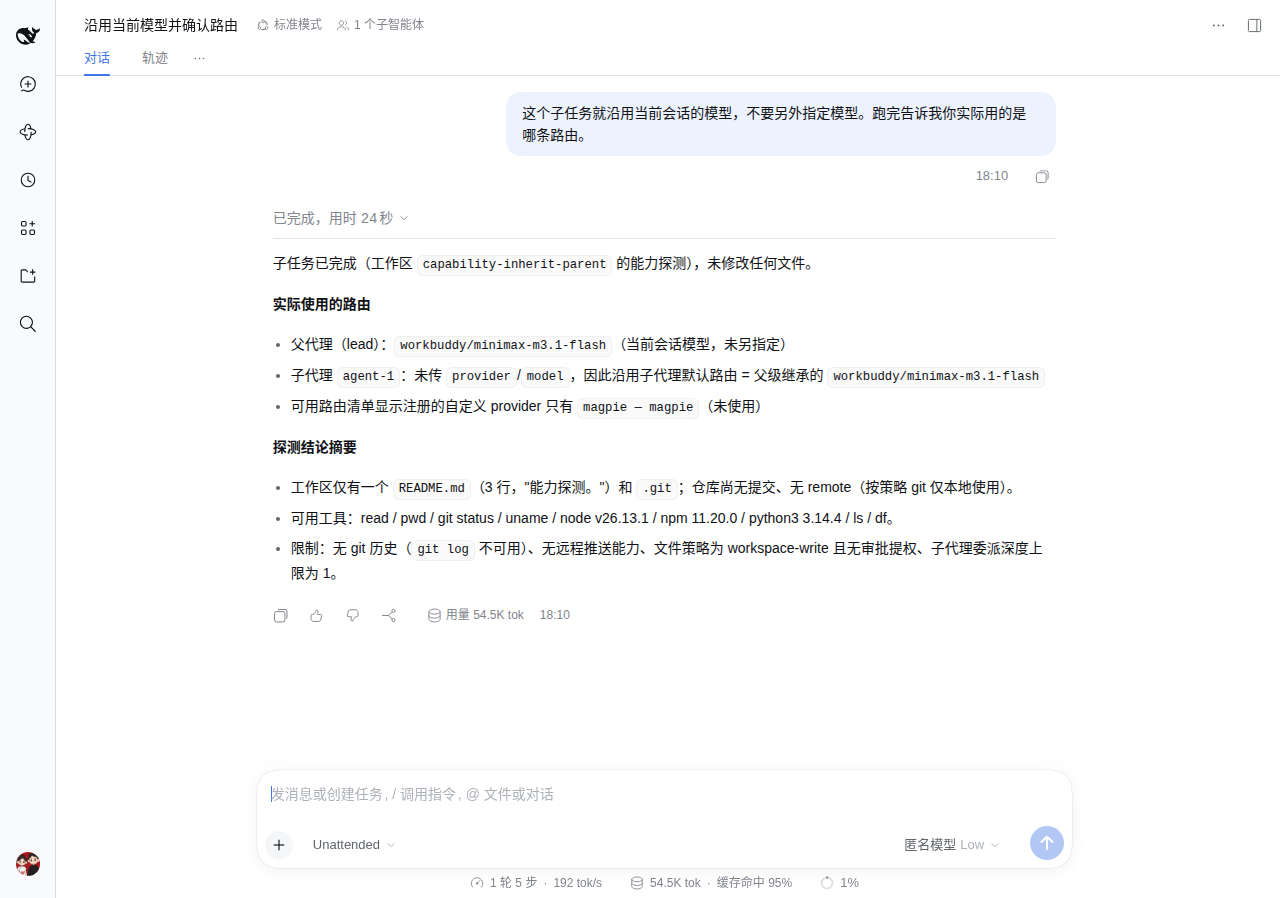 沿用当前模型并确认路由 标准模式 1 个子智能体
对话 轨迹 ···
这个子任务就沿用当前会话的模型，不要另外指定模型。跑完告诉我你实际用的是
哪条路由。
18:10
已完成，用时 24 秒
子任务已完成（工作区 capability-inherit-parent 的能力探测），未修改任何文件。
实际使用的路由
父代理（lead）：workbuddy/minimax-m3.1-flash（当前会话模型，未另指定）
子代理 agent-1：未传 provider/model，因此沿用子代理默认路由 = 父级继承的 workbuddy/minimax-m3.1-flash
可用路由清单显示注册的自定义 provider 只有 magpie — magpie（未使用）
探测结论摘要
工作区仅有一个 README.md（3 行，"能力探测。"）和 .git；仓库尚无提交、无 remote（按策略 git 仅本地使用）。
可用工具：read / pwd / git status / uname / node v26.13.1 / npm 11.20.0 / python3 3.14.4 / ls / df。
限制：无 git 历史（git log 不可用）、无远程推送能力、文件策略为 workspace-write 且无审批提权、子代理委派深度上
限为 1。
用量 54.5K tok 18:10
发消息或创建任务, / 调用指令, @ 文件或对话
Unattended 匿名模型 Low
1 轮 5 步 · 192 tok/s 54.5K tok · 缓存命中 95% 1%